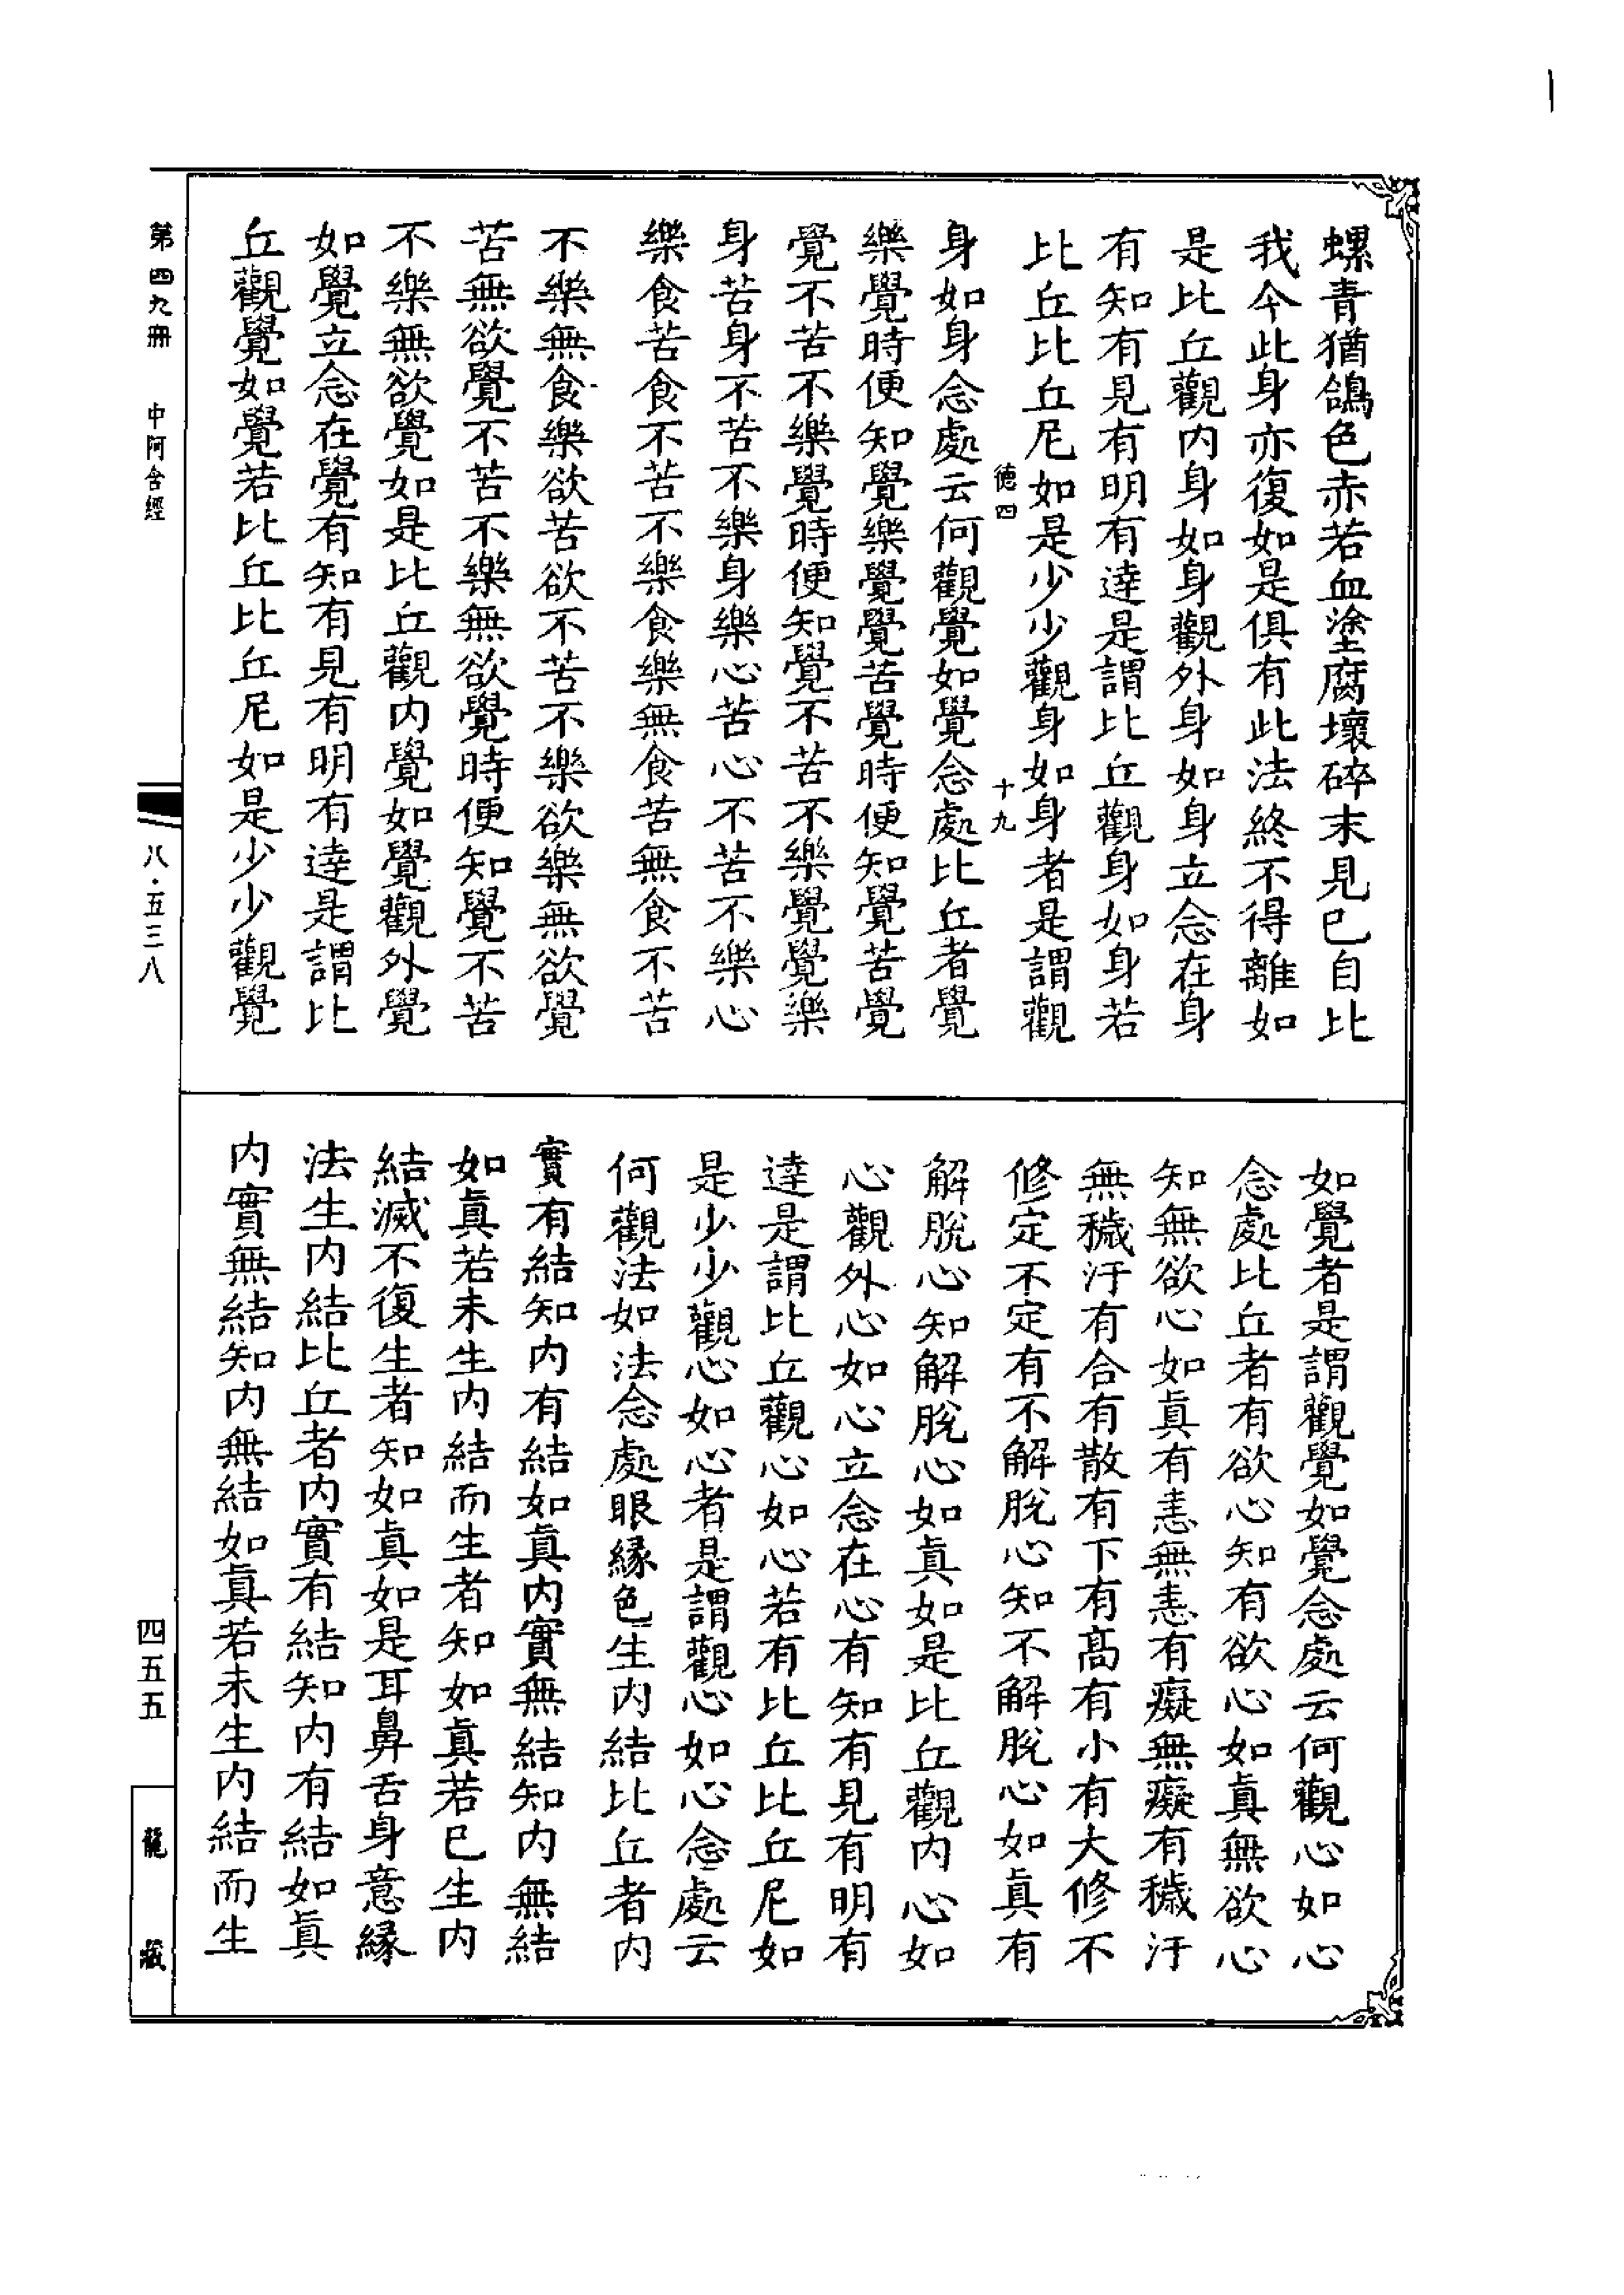 螺青猶鴿色赤若血塗腐壞碎末見已自比
我今此身亦復如是俱有此法終不得離如
是比丘觀内身如身觀外身如身立念在身
有知有見有明有達是謂比丘觀身如身若
比丘比丘尼如是少少觀身如身者是謂觀
德四　十九
身如身念處云何觀覺如覺念處比丘者覺
樂覺時便知覺樂覺覺苦覺時便知覺苦覺
覺不苦不樂覺時便知覺不苦不樂覺覺樂
身苦身不苦不樂身樂心苦心不苦不樂心
樂食苦食不苦不樂食樂無食苦無食不苦
不樂無食樂欲苦欲不苦不樂欲樂無欲覺
苦無欲覺不苦不樂無欲覺時便知覺不苦
不樂無欲覺如是比丘觀内覺如覺觀外覺
如覺立念在覺有知有見有明有達是謂比
丘觀覺如覺若比丘比丘尼如是少少觀覺
如覺者是謂觀覺如覺念處云何觀心如心
念處比丘者有欲心知有欲心如真無欲心
知無欲心如真有恚無恚有癡無癡有穢汙
無穢汙有合有散有下有高有小有大修不
修定不定有不解脫心知不解脫心如真有
解脫心知解脫心如真如是比丘觀内心如
心觀外心如心立念在心有知有見有明有
達是謂比丘觀心如心若有比丘比丘尼如
是少少觀心如心者是謂觀心如心念處云
何觀法如法念處眼緣色生内結比丘者内
實有結知内有結如真内實無結知内無結
如真若未生内結而生者知如真若已生内
結滅不復生者知如真如是耳鼻舌身意緣
法生内結比丘者内實有結知内有結如真
内實無結知内無結如真若未生内結而生
第四九冊　中阿含經
八·五三八
四五五
龍藏